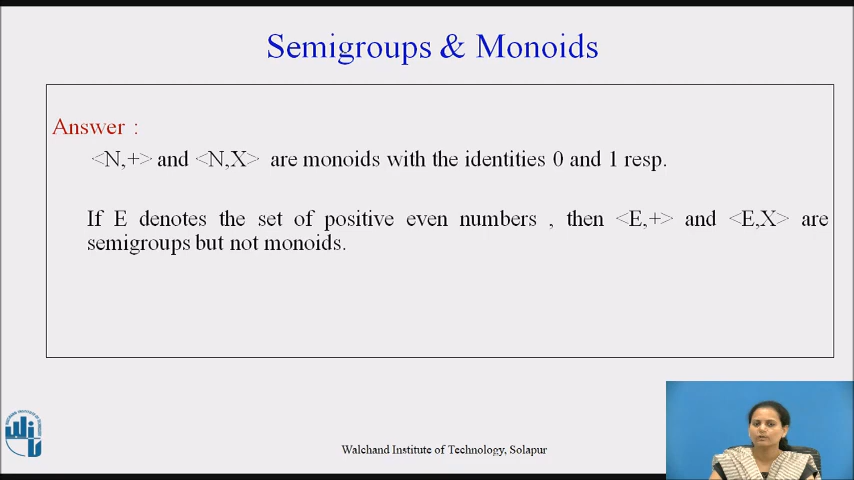 Semigroups & Monoids
Answer :
<N,+> and <N,X> are monoids with the identities 0 and 1 resp.
If E denotes the set of positive even numbers , then <E,+> and <E,X> are
semigroups but not monoids.
Walchand Institute of Technology, Solapur